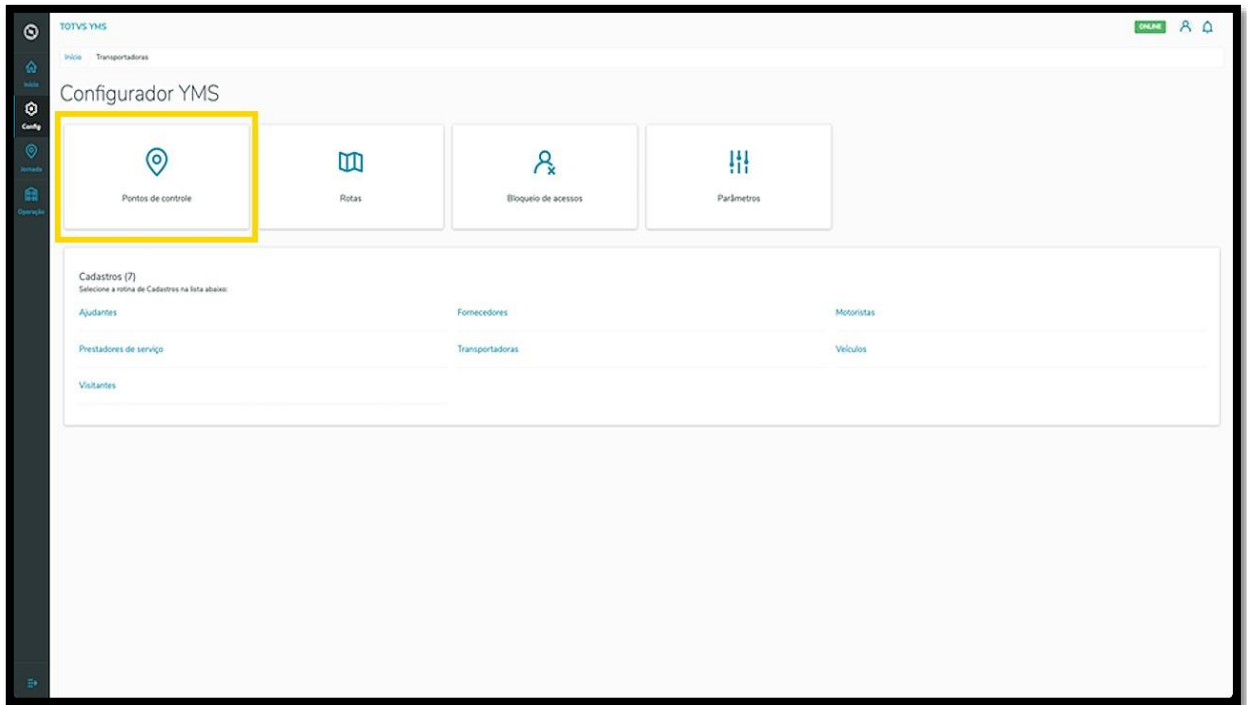 TOTVS YMS
ONLINE
Início Transportadoras
Início
Config
Jornada
Operação
Configurador YMS
Pontos de controle
Rotas
Bloqueio de acessos
Parâmetros
Cadastros (7)
Selecione a rotina de Cadastros na lista abaixo:
Ajudantes Fornecedores Motoristas
Prestadores de serviço Transportadoras Veículos
Visitantes